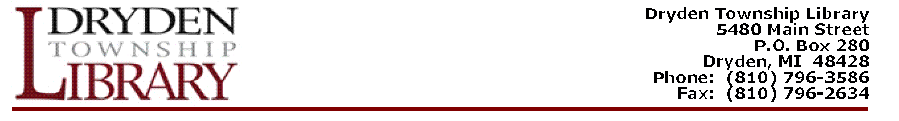 DRYDEN
TOWNSHIP
LIBRARY
Dryden Township Library
5480 Main Street
P.O. Box 280
Dryden, MI  48428
Phone:  (810) 796-3586
Fax:  (810) 796-2634